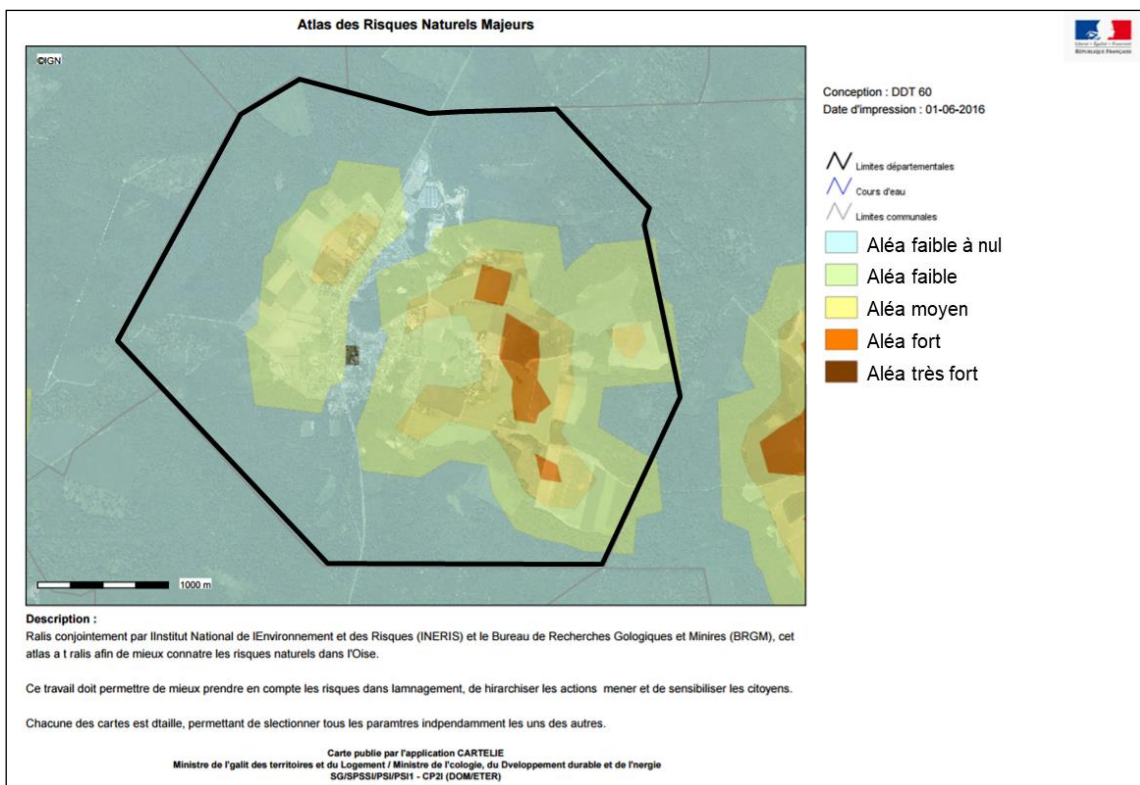 Atlas des Risques Naturels Majeurs
©IGN
RÉPUBLIQUE FRANÇAISE
Conception : DDT 60
Date d'impression : 01-06-2016
Limites départementales
Cours d'eau
Limites communales
Aléa faible à nul
Aléa faible
Aléa moyen
Aléa fort
Aléa très fort
1000 m
Description :
Ralis conjointement par lInstitut National de lEnvironnement et des Risques (INERIS) et le Bureau de Recherches Gologiques et Minires (BRGM), cet
atlas a t ralis afin de mieux connatre les risques naturels dans l'Oise.
Ce travail doit permettre de mieux prendre en compte les risques dans lamnagement, de hirarchiser les actions mener et de sensibiliser les citoyens.
Chacune des cartes est dtaille, permettant de slectionner tous les paramtres indpendamment les uns des autres.
Carte publie par l'application CARTELIE
Ministre de l'galit des territoires et du Logement / Ministre de l'cologie, du Dveloppement durable et de l'nergie
SG/SPSSI/PSI/PSI1 - CP2I (DOM/ETER)